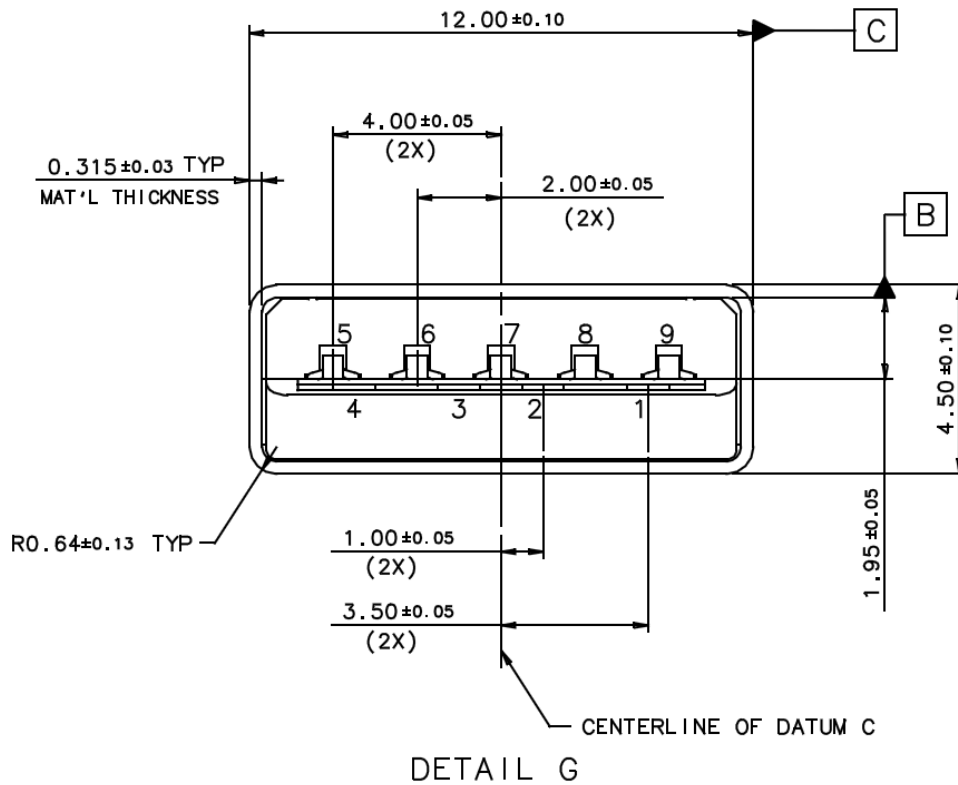 12.00±0.10
C
4.00±0.05
(2X)
0.315±0.03 TYP
MAT'L THICKNESS
2.00±0.05
(2X)
B
5 6 7 8 9
4 3 2 1
4.50±0.10
1.95±0.05
R0.64±0.13 TYP
1.00±0.05
(2X)
3.50±0.05
(2X)
CENTERLINE OF DATUM C
DETAIL G